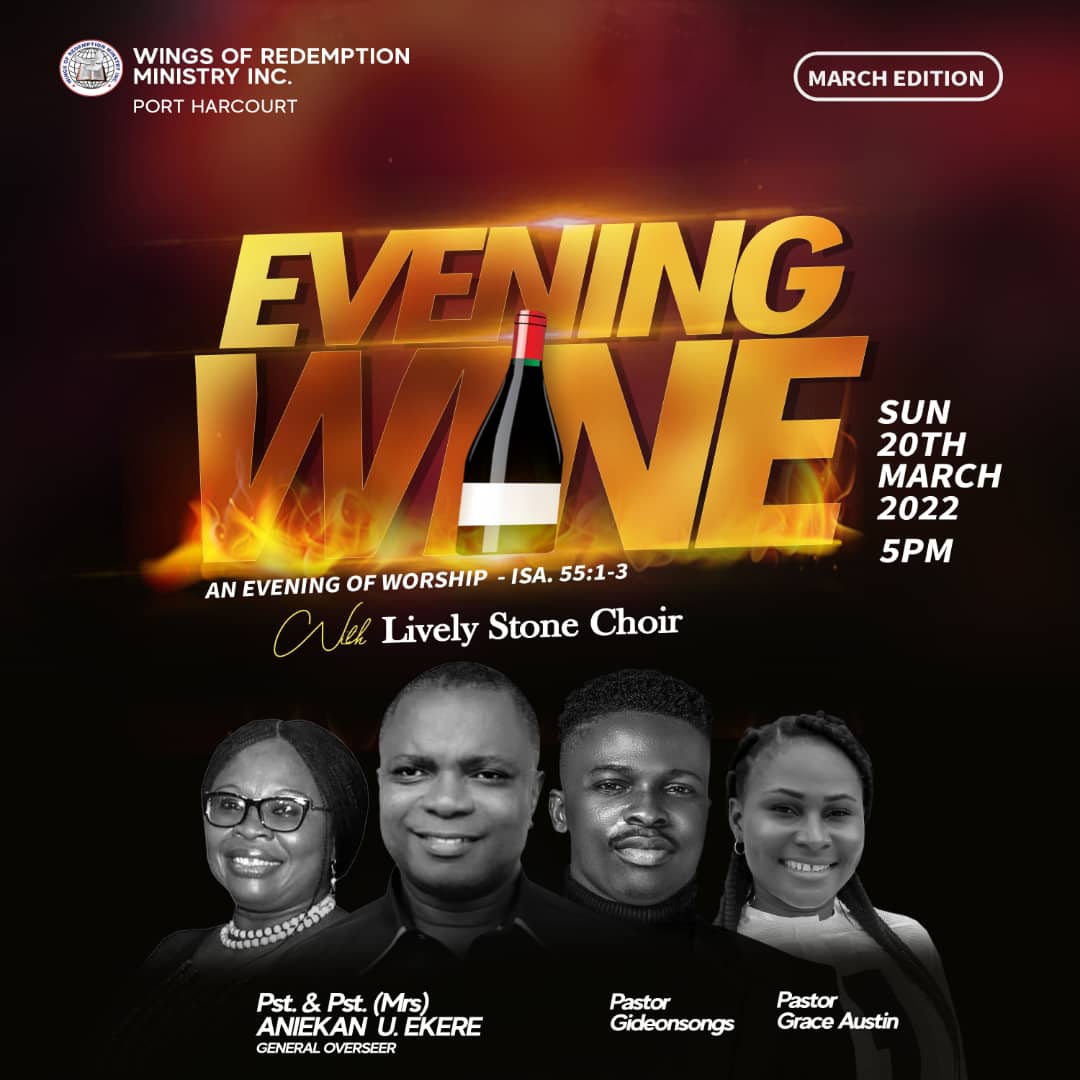 WINGS OF REDEMPTION
MINISTRY INC.
PORT HARCOURT
MARCH EDITION
EVENING
WINE
SUN
20TH
MARCH
2022
5PM
AN EVENING OF WORSHIP - ISA. 55:1-3
With Lively Stone Choir
Pst. & Pst. (Mrs)
ANIEKAN U. EKERE
GENERAL OVERSEER
Pastor
Gideonsongs
Pastor
Grace Austin